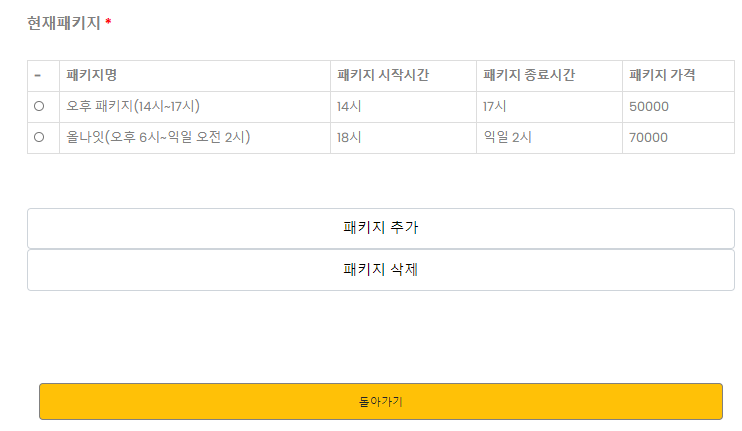 현재패키지 *
- 패키지명 패키지 시작시간 패키지 종료시간 패키지 가격
오후 패키지(14시~17시) 14시 17시 50000
올나잇(오후 6시~익일 오전 2시) 18시 익일 2시 70000
패키지 추가
패키지 삭제
돌아가기